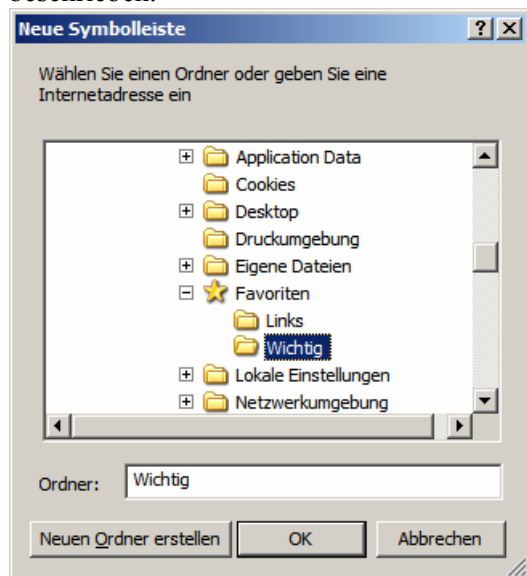 Neue Symbolleiste
Wählen Sie einen Ordner oder geben Sie eine
Internetadresse ein
Application Data
Cookies
Desktop
Druckumgebung
Eigene Dateien
Favoriten
Links
Wichtig
Lokale Einstellungen
Netzwerkumgebung
Ordner: Wichtig
Neuen Ordner erstellen OK Abbrechen